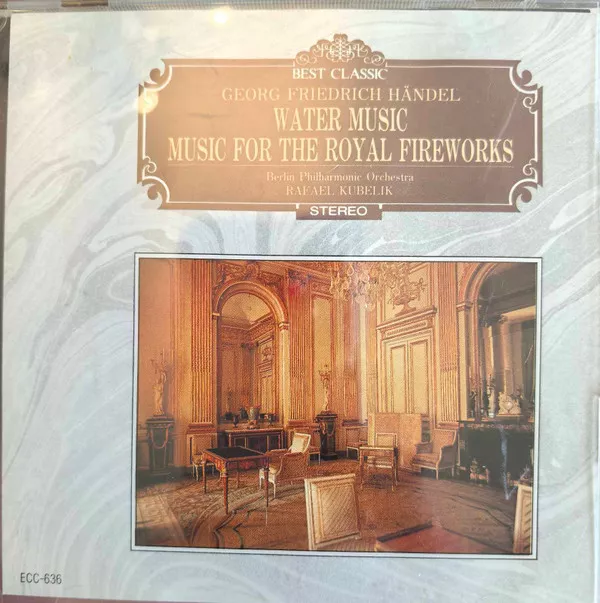 BEST CLASSIC
GEORG FRIEDRICH HÄNDEL
WATER MUSIC
MUSIC FOR THE ROYAL FIREWORKS
Berlin Philharmonic Orchestra
RAFAEL KUBELIK
STEREO
ECC-636